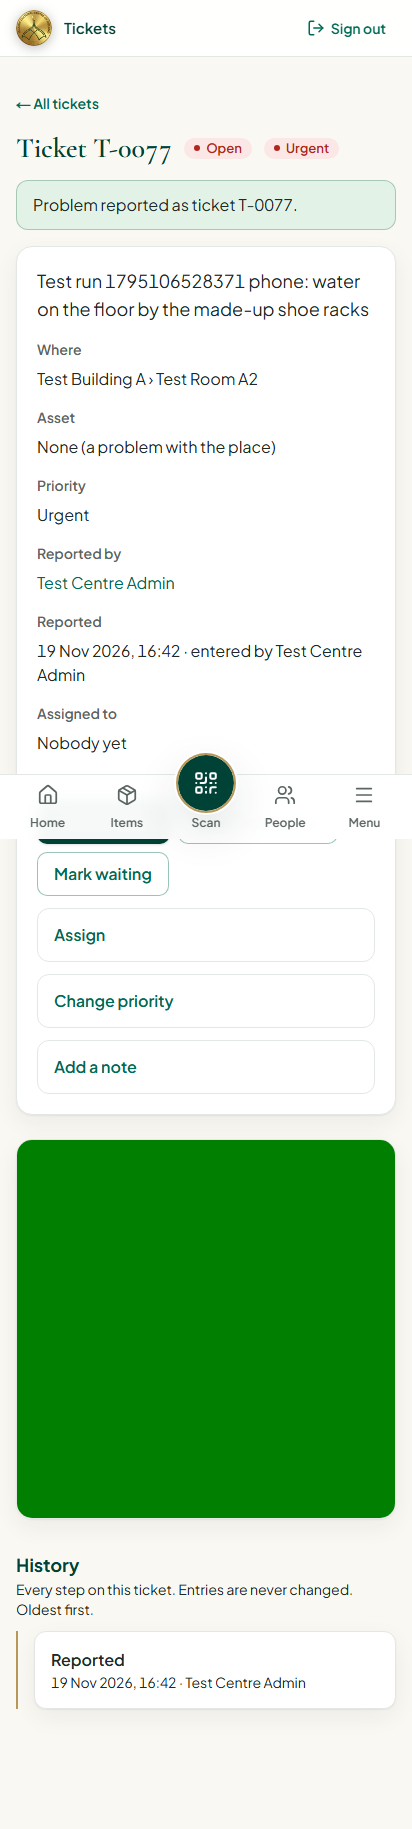 Tickets
Sign out
← All tickets
Ticket T-0077
Open
Urgent
Problem reported as ticket T-0077.
Test run 1795106528371 phone: water
on the floor by the made-up shoe racks
Where
Test Building A › Test Room A2
Asset
None (a problem with the place)
Priority
Urgent
Reported by
Test Centre Admin
Reported
19 Nov 2026, 16:42 · entered by Test Centre
Admin
Assigned to
Nobody yet
Home
Items
Scan
People
Menu
Mark waiting
Assign
Change priority
Add a note
History
Every step on this ticket. Entries are never changed.
Oldest first.
Reported
19 Nov 2026, 16:42 · Test Centre Admin